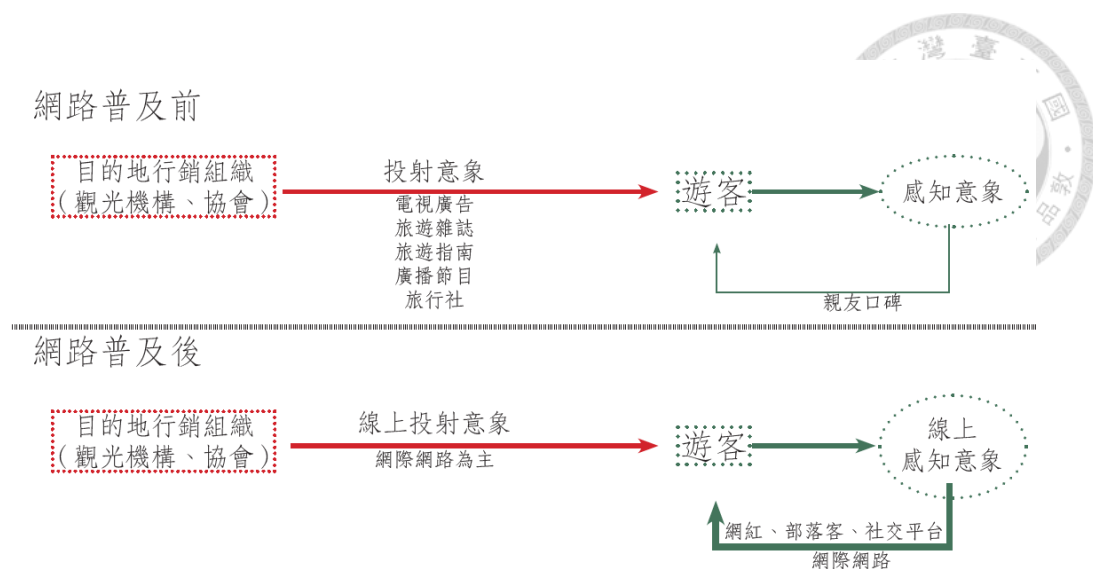 網路普及前
目的地行銷組織
(觀光機構、協會)
投射意象
電視廣告
旅遊雜誌
旅遊指南
廣播節目
旅行社
遊客
感知意象
親友口碑
網路普及後
目的地行銷組織
(觀光機構、協會)
線上投射意象
網際網路為主
遊客
線上
感知意象
網紅、部落客、社交平台
網際網路
灣臺
國
敦
品